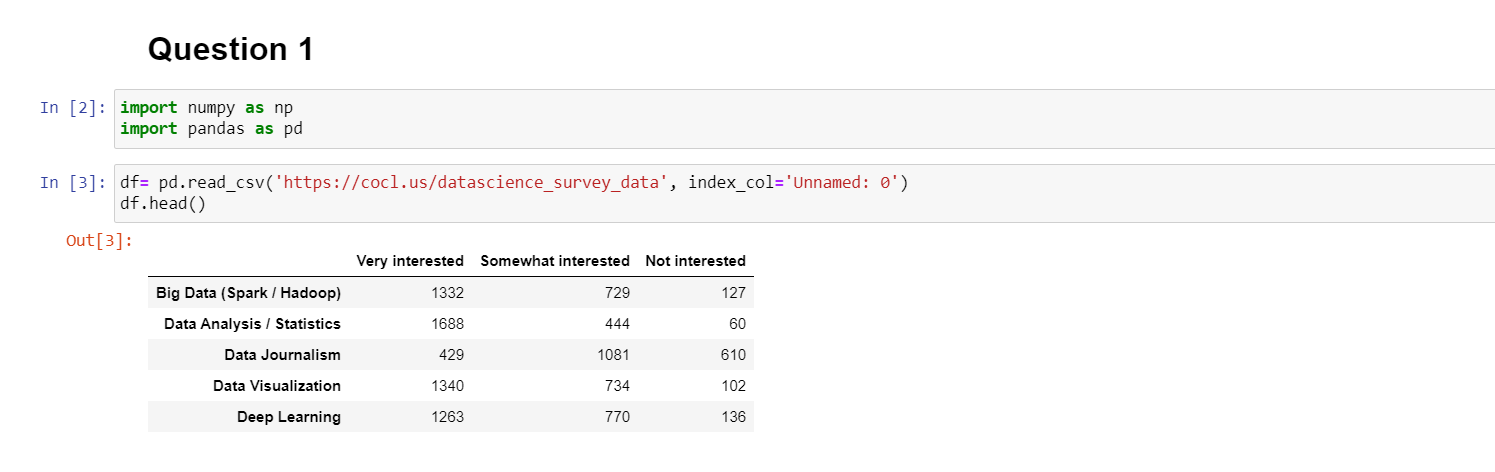 Question 1
In [2]: import numpy as np
import pandas as pd
In [3]: df= pd.read_csv('https://cocl.us/datascience_survey_data', index_col='Unnamed: 0')
df.head()
Out[3]:
Very interested Somewhat interested Not interested
Big Data (Spark / Hadoop) 1332 729 127
Data Analysis / Statistics 1688 444 60
Data Journalism 429 1081 610
Data Visualization 1340 734 102
Deep Learning 1263 770 136